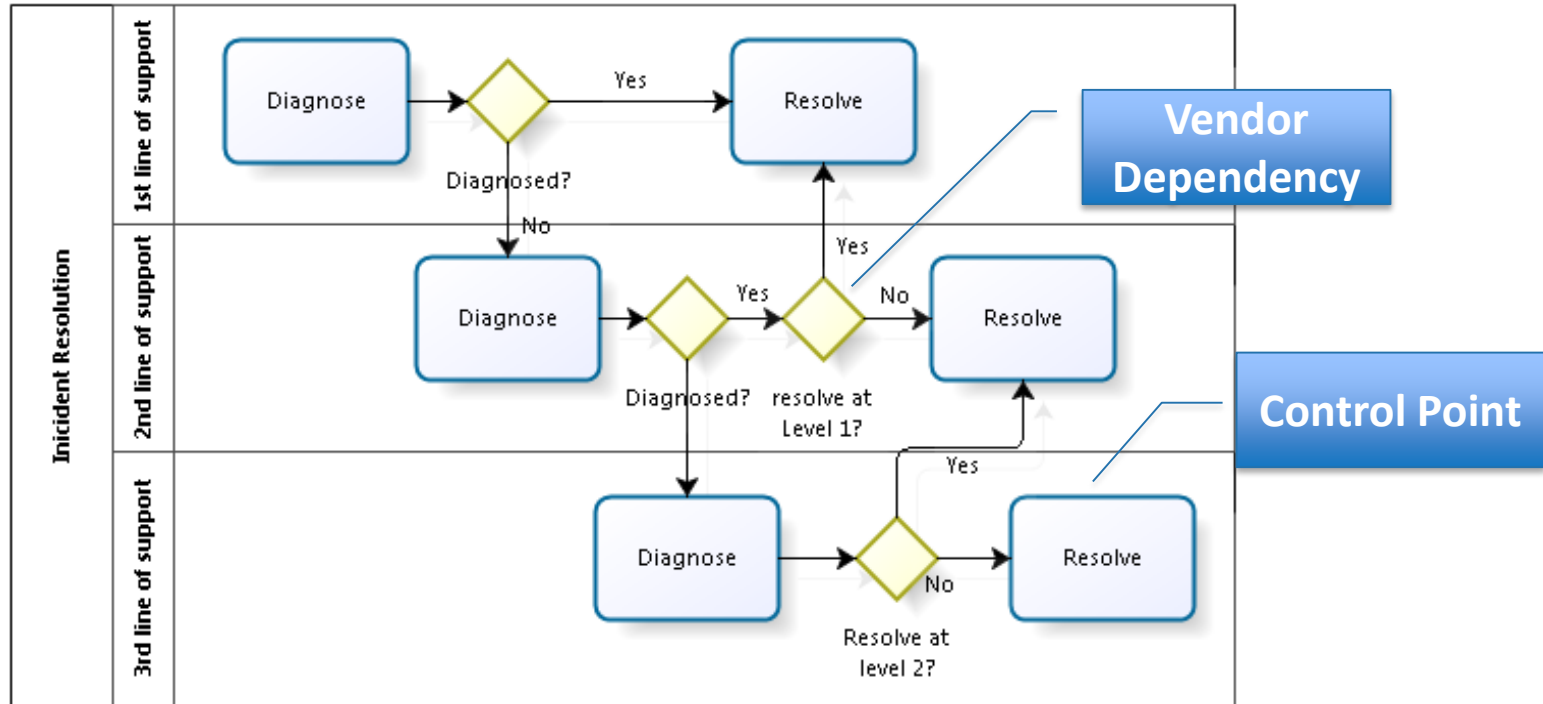 Inicident Resolution
1st line of support
Diagnose
Diagnosed?
Yes
No
Resolve
Vendor
Dependency
2nd line of support
Diagnose
Diagnosed?
Yes
resolve at
Level 1?
Yes
No
Resolve
Control Point
3rd line of support
Diagnose
Resolve at
level 2?
Yes
No
Resolve